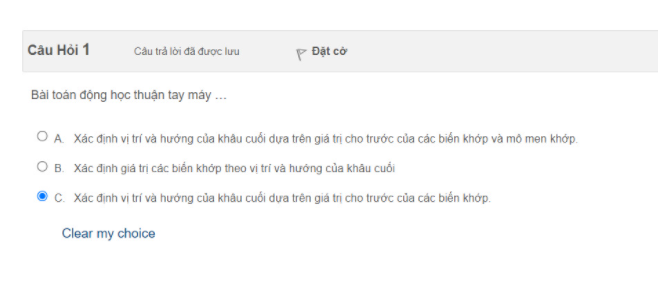 Câu Hỏi 1 Câu trả lời đã được lưu Đặt cờ
Bài toán động học thuận tay máy ...
A. Xác định vị trí và hướng của khâu cuối dựa trên giá trị cho trước của các biến khớp và mô men khớp.
B. Xác định giá trị các biến khớp theo vị trí và hướng của khâu cuối
C. Xác định vị trí và hướng của khâu cuối dựa trên giá trị cho trước của các biến khớp.
Clear my choice